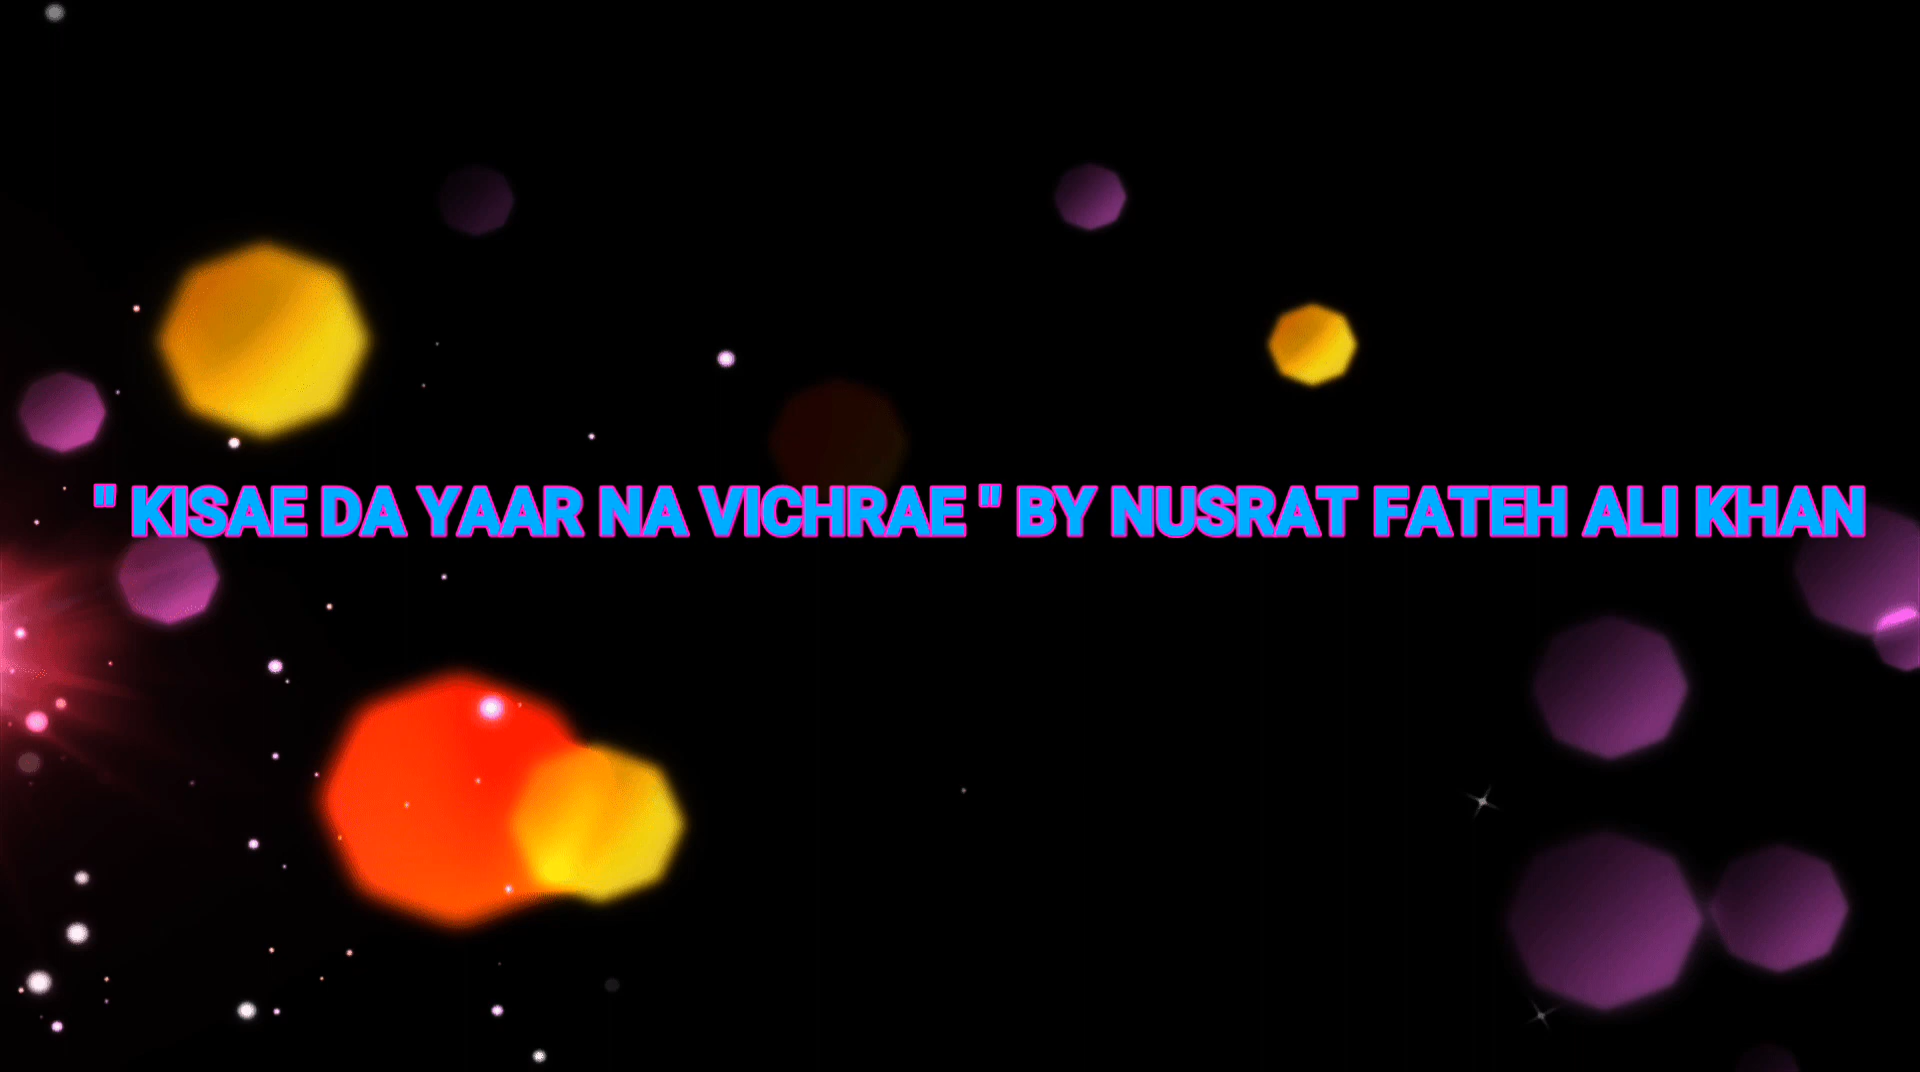 " KISAE DA YAAR NA VICHRAE " BY NUSRAT FATEH ALI KHAN